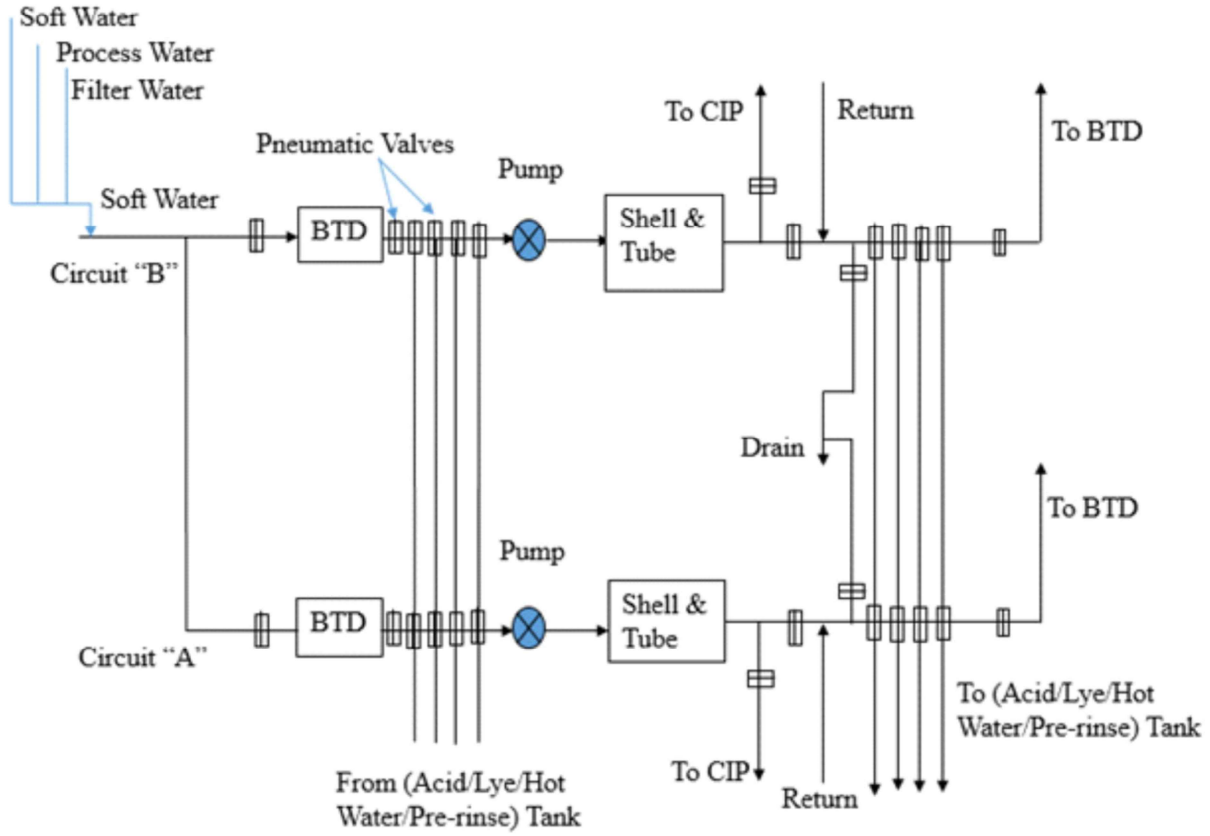 Soft Water
Process Water
Filter Water
Pneumatic Valves
Pump
To CIP
Return
To BTD
Soft Water
BTD
Shell &
Tube
Circuit “B”
Drain
To BTD
Pump
BTD
Shell &
Tube
Circuit “A”
To (Acid/Lye/Hot
Water/Pre-rinse) Tank
From (Acid/Lye/Hot
Water/Pre-rinse) Tank
To CIP
Return